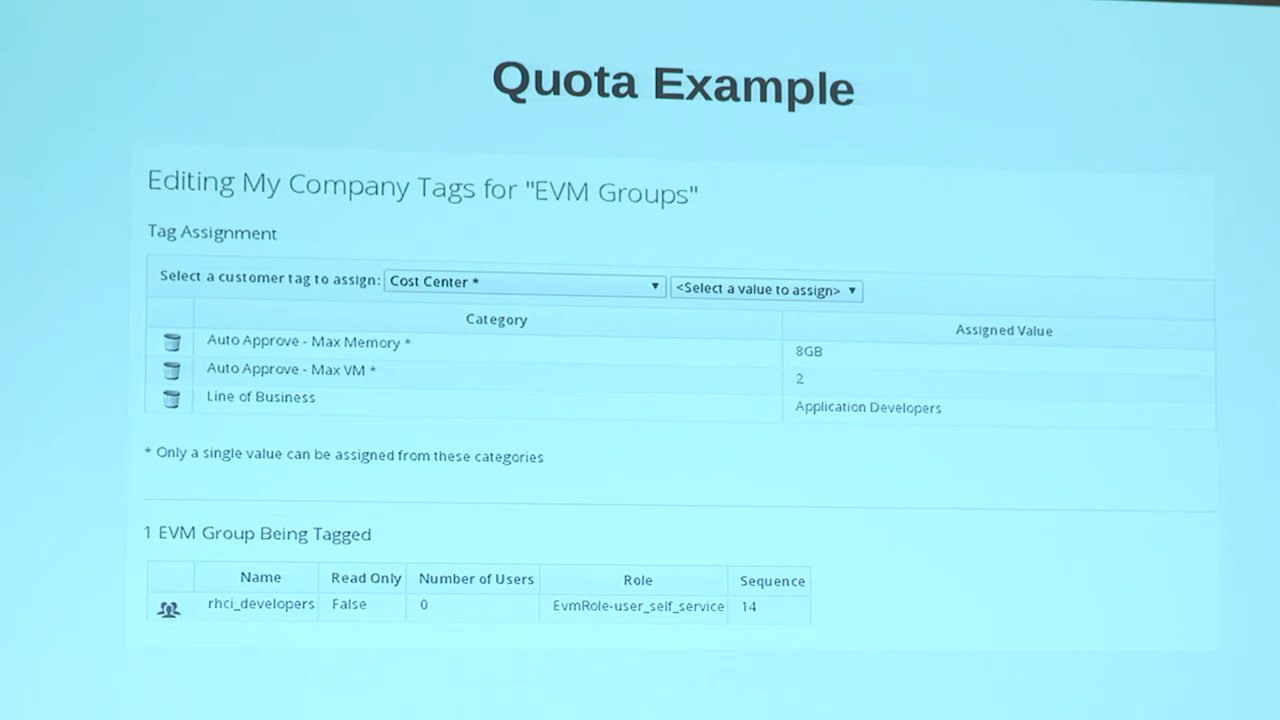 Quota Example
Editing My Company Tags for "EVM Groups"
Tag Assignment
Select a customer tag to assign: Cost Center * <Select a value to assign>
Category Assigned Value
Auto Approve - Max Memory * 8GB
Auto Approve - Max VM * 2
Line of Business Application Developers
* Only a single value can be assigned from these categories
1 EVM Group Being Tagged
Name Read Only Number of Users Role Sequence
rhci_developers False 0 EvmRole-user_self_service 14